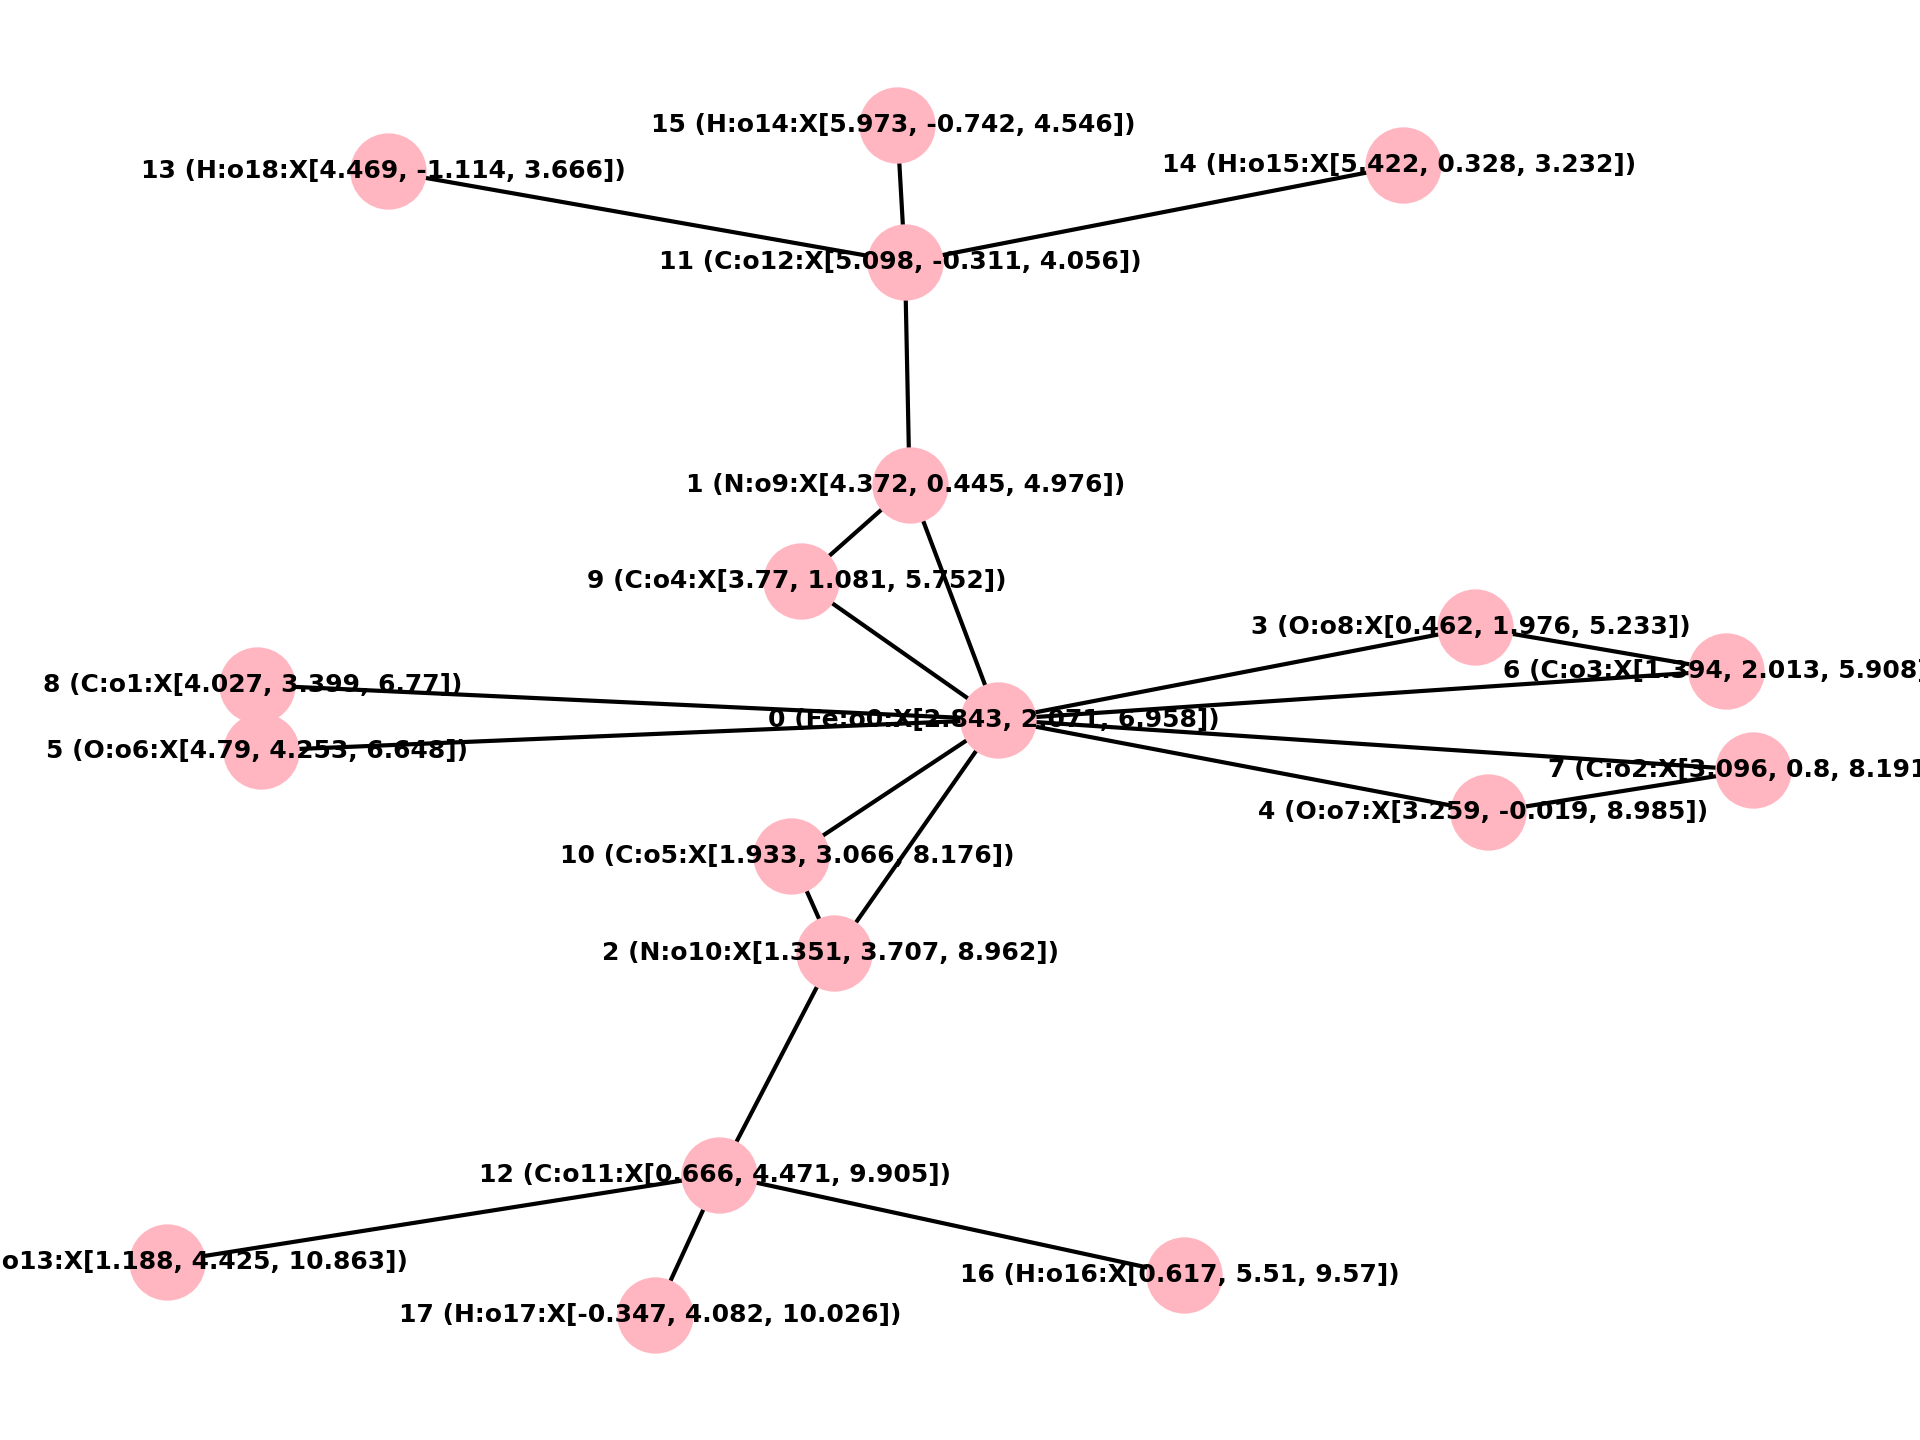 15 (H:o14:X[5.973, -0.742, 4.546])
14 (H:o15:X[5.422, 0.328, 3.232])
13 (H:o18:X[4.469, -1.114, 3.666])
11 (C:o12:X[5.098, -0.311, 4.056])
1 (N:o9:X[4.372, 0.445, 4.976])
9 (C:o4:X[3.77, 1.081, 5.752])
3 (O:o8:X[0.462, 1.976, 5.233])
6 (C:o3:X[1.394, 2.013, 5.908]
8 (C:o1:X[4.027, 3.399, 6.77])
0 (Fe:o0:X[2.843, 2.071, 6.958])
5 (O:o6:X[4.79, 4.253, 6.648])
7 (C:o2:X[3.096, 0.8, 8.191
4 (O:o7:X[3.259, -0.019, 8.985])
10 (C:o5:X[1.933, 3.066, 8.176])
2 (N:o10:X[1.351, 3.707, 8.962])
12 (C:o11:X[0.666, 4.471, 9.905])
o13:X[1.188, 4.425, 10.863])
16 (H:o16:X[0.617, 5.51, 9.57])
17 (H:o17:X[-0.347, 4.082, 10.026])